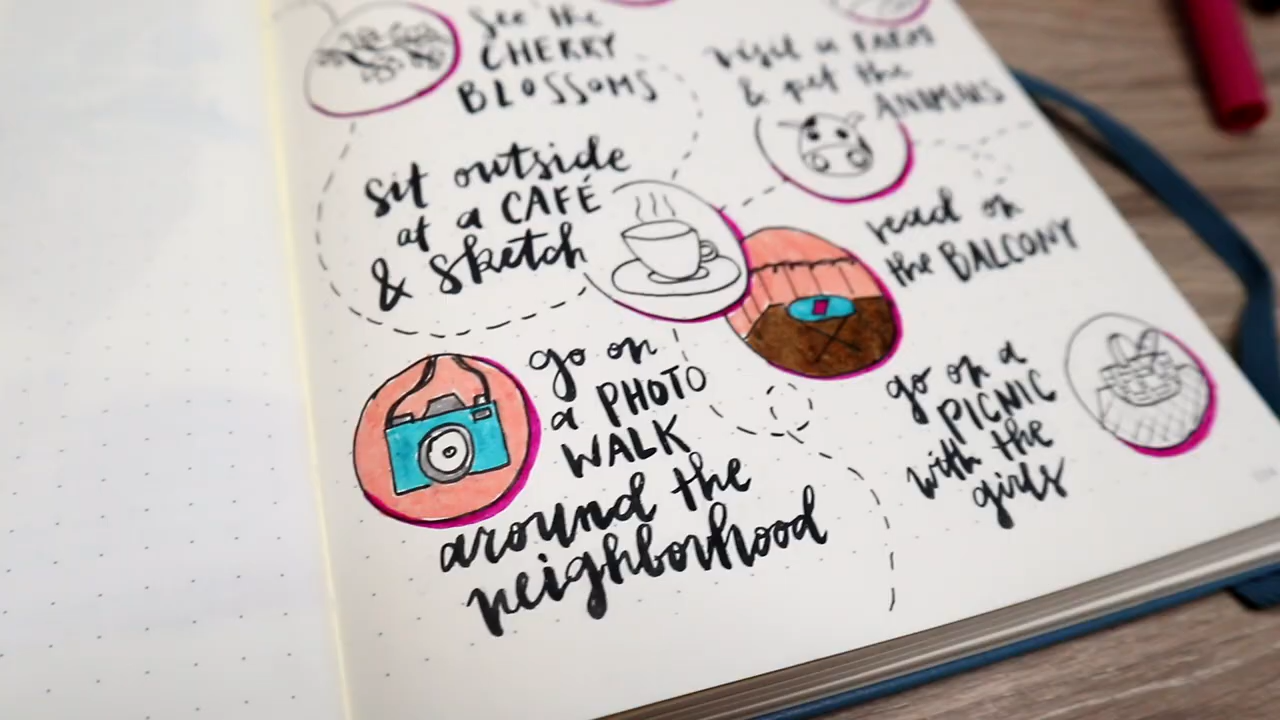 See the
CHERRY
BLOSSOMS
visit a FARM
& pet the
ANIMALS
sit outside
at a CAFÉ
& sketch
read on
the BALCONY
go on
a PHOTO
WALK
around the
neighborhood
go on a
PICNIC
with the
girls